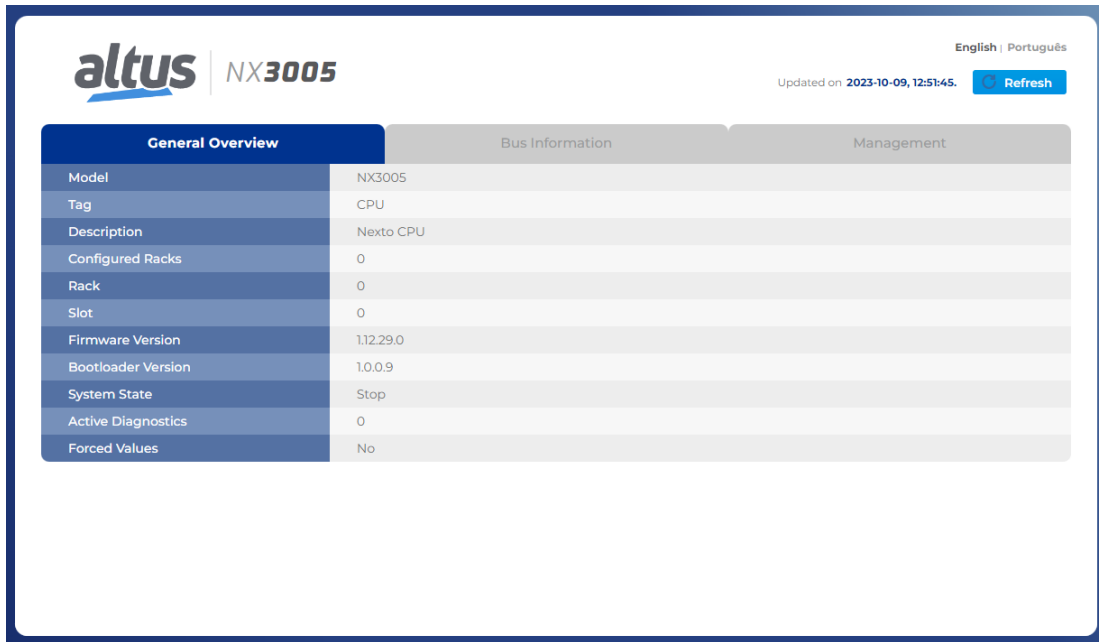 altus NX3005
English | Português
Updated on 2023-10-09, 12:51:45. Refresh
General Overview Bus Information Management
Model NX3005
Tag CPU
Description Nexto CPU
Configured Racks 0
Rack 0
Slot 0
Firmware Version 1.12.29.0
Bootloader Version 1.0.0.9
System State Stop
Active Diagnostics 0
Forced Values No